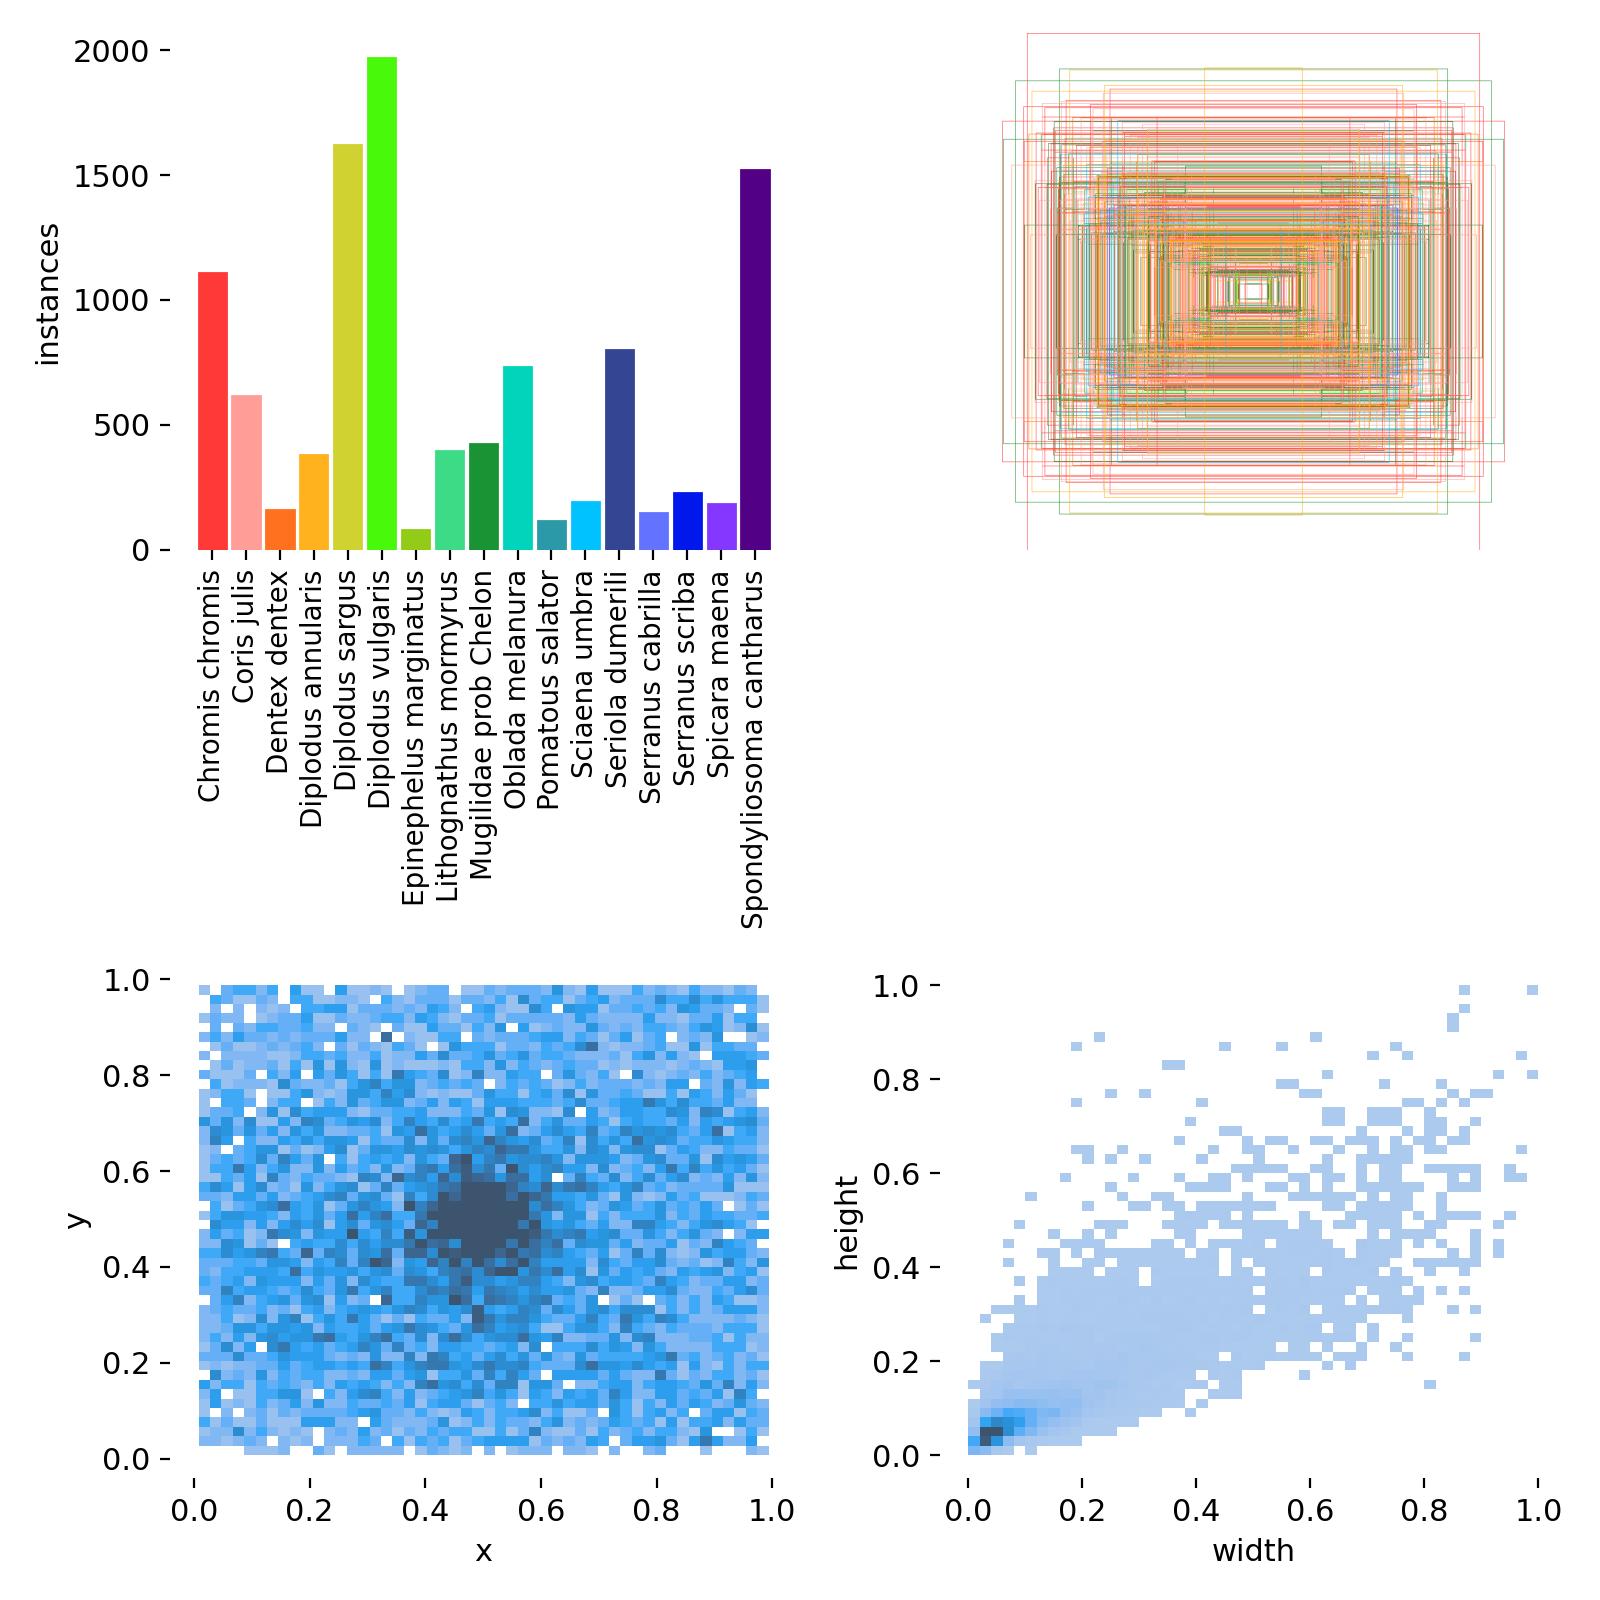 2000
1500
1000
500
0
instances
Chromis chromis
Coris julis
Dentex dentex
Diplodus annularis
Diplodus sargus
Diplodus vulgaris
Epinephelus marginatus
Lithognathus mormyrus
Mugilidae prob Chelon
Oblada melanura
Pomatous salator
Sciaena umbra
Seriola dumerili
Serranus cabrilla
Serranus scriba
Spicara maena
Spondyliosoma cantharus
1.0
0.8
0.6
0.4
0.2
0.0
y
0.0 0.2 0.4 0.6 0.8 1.0
x
1.0
0.8
0.6
0.4
0.2
0.0
height
0.0 0.2 0.4 0.6 0.8 1.0
width